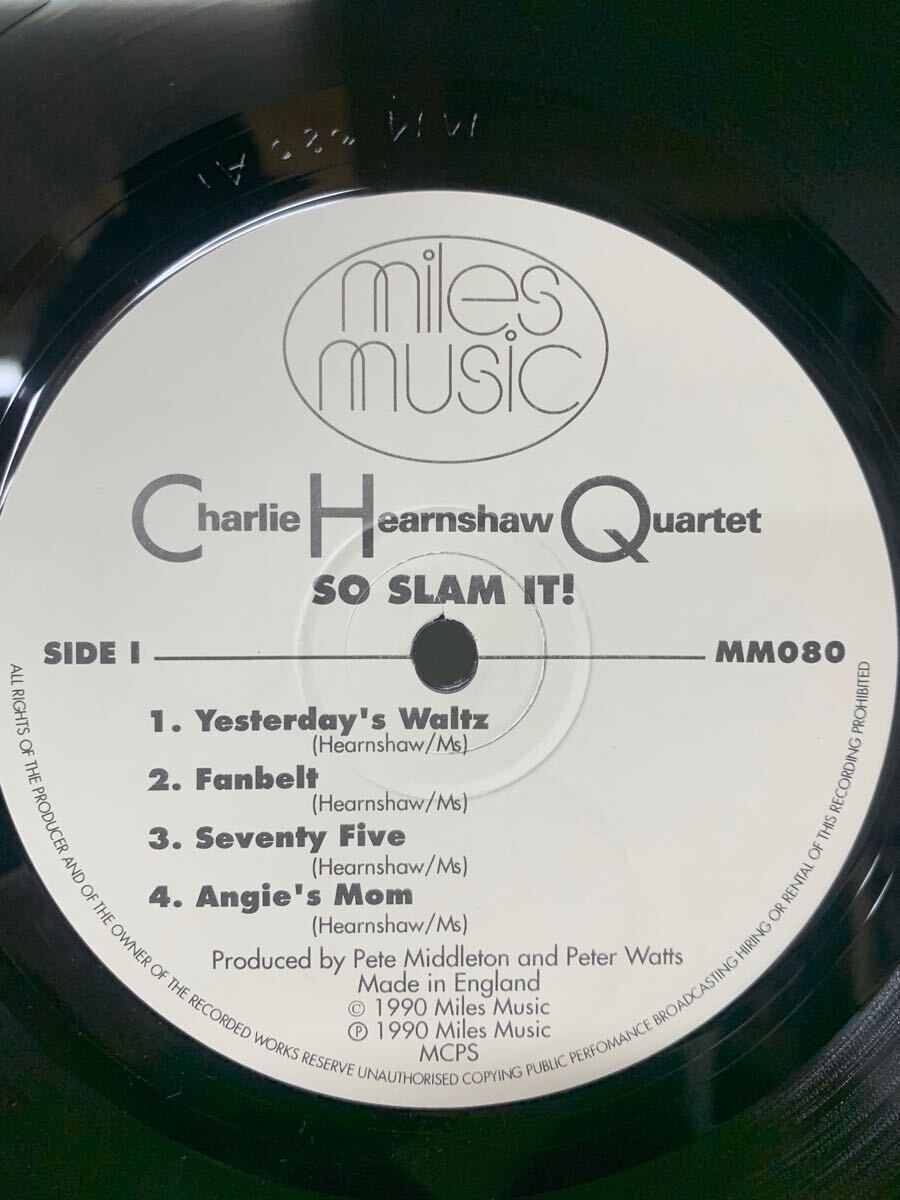 miles
music
Charlie Hearnshaw Quartet
SO SLAM IT!
SIDE I
MM080
1. Yesterday's Waltz
(Hearnshaw/Ms)
2. Fanbelt
(Hearnshaw/Ms)
3. Seventy Five
(Hearnshaw/Ms)
4. Angie's Mom
(Hearnshaw/Ms)
Produced by Pete Middleton and Peter Watts
Made in England
© 1990 Miles Music
℗ 1990 Miles Music
MCPS
ALL RIGHTS OF THE PRODUCER AND OF THE OWNER OF THE RECORDED WORKS RESERVE UNAUTHORISED COPYING PUBLIC PERFOMANCE BROADCASTING HIRING OR RENTAL OF THIS RECORDING PROHIBITED